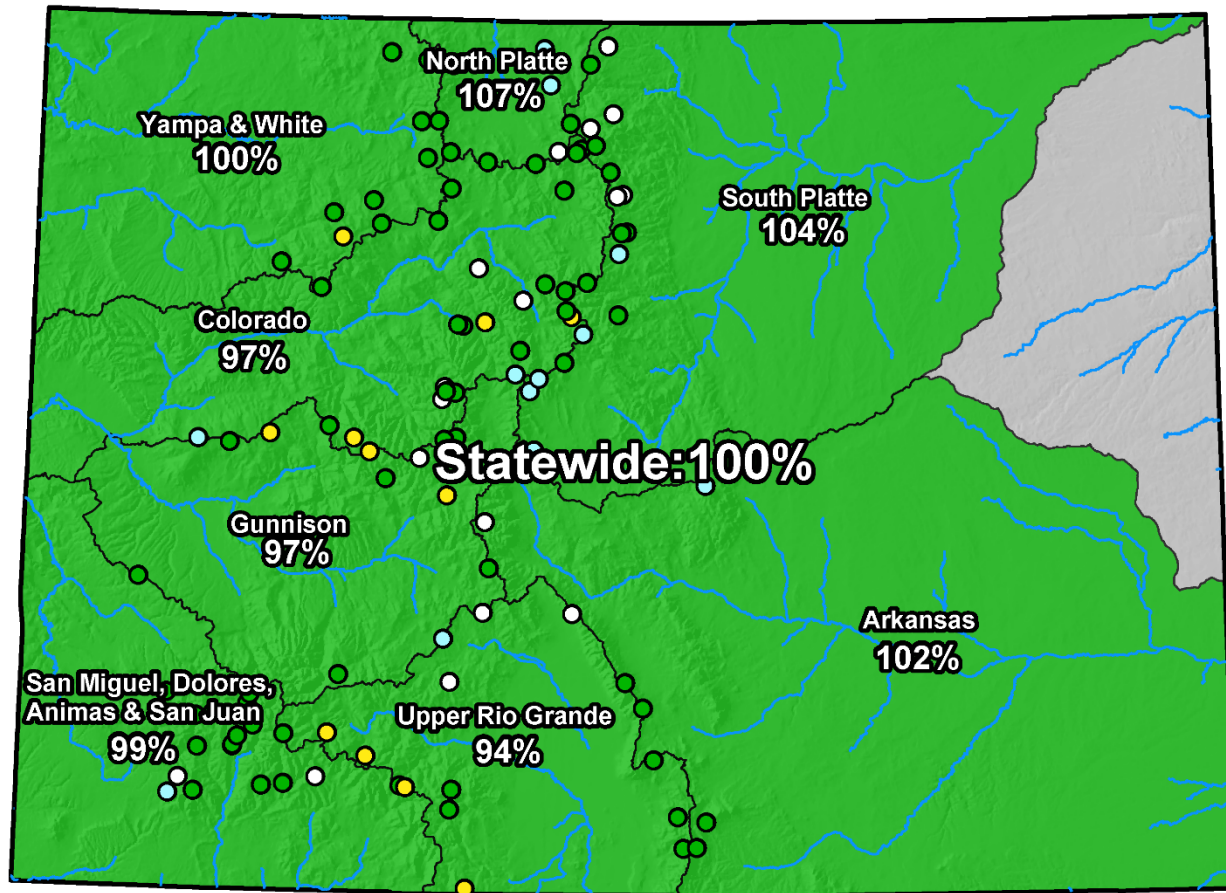 North Platte
107%
Yampa & White
100%
South Platte
104%
Colorado
97%
Statewide:100%
Gunnison
97%
Arkansas
102%
San Miguel, Dolores,
Animas & San Juan
99%
Upper Rio Grande
94%